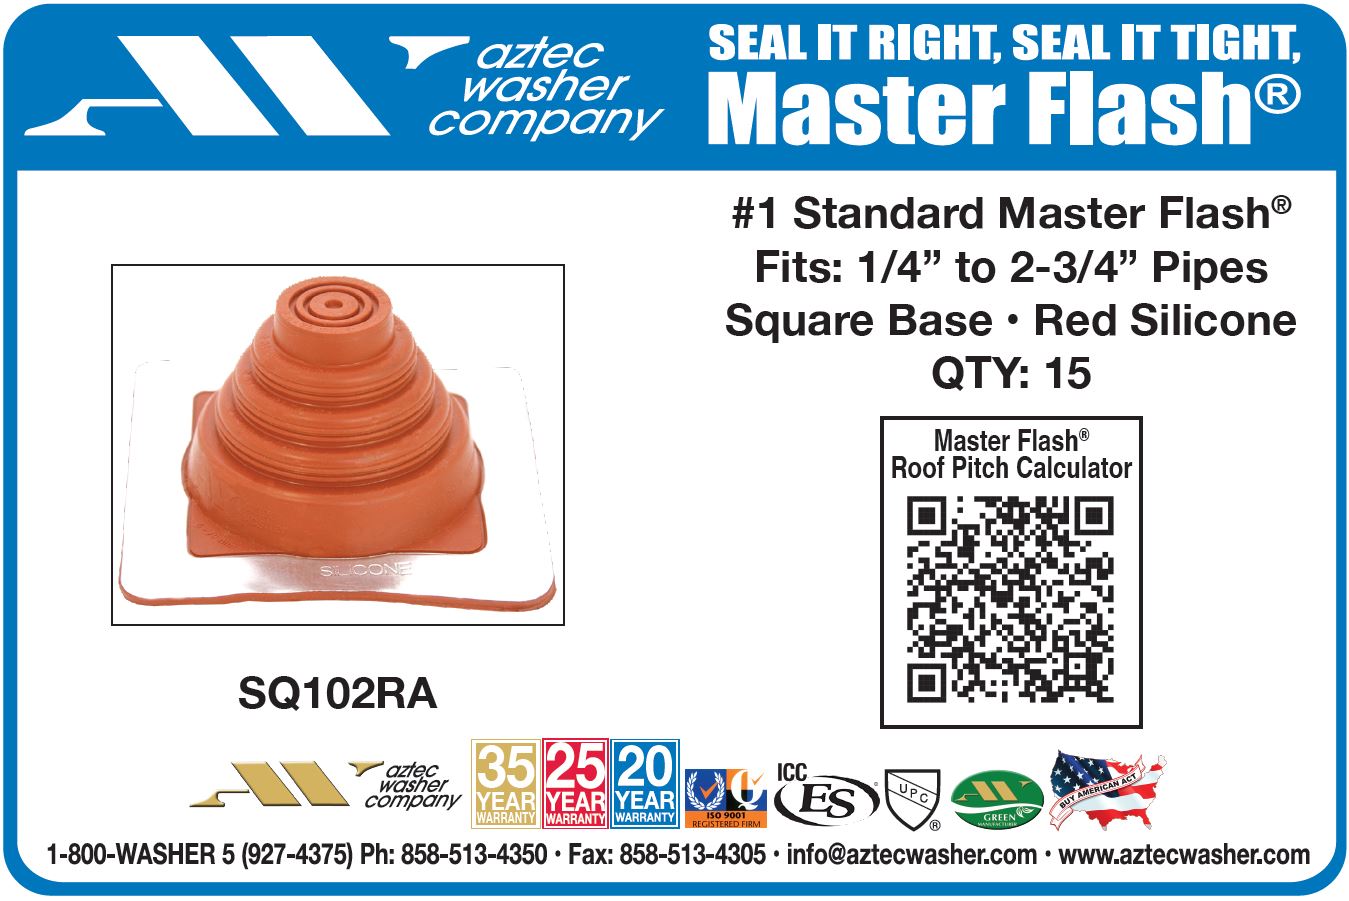 aztec
washer
company
SEAL IT RIGHT, SEAL IT TIGHT,
Master Flash®
#1 Standard Master Flash®
Fits: 1/4” to 2-3/4” Pipes
Square Base • Red Silicone
QTY: 15
SILICONE
SQ102RA
Master Flash®
Roof Pitch Calculator
aztec
washer
company
35
YEAR
WARRANTY
25
YEAR
WARRANTY
20
YEAR
WARRANTY
Q
ISO 9001
REGISTERED FIRM
ICC
ES®
UPC®
GREEN
MANUFACTURER
BUY AMERICAN ACT
1-800-WASHER 5 (927-4375) Ph: 858-513-4350 • Fax: 858-513-4305 • info@aztecwasher.com • www.aztecwasher.com